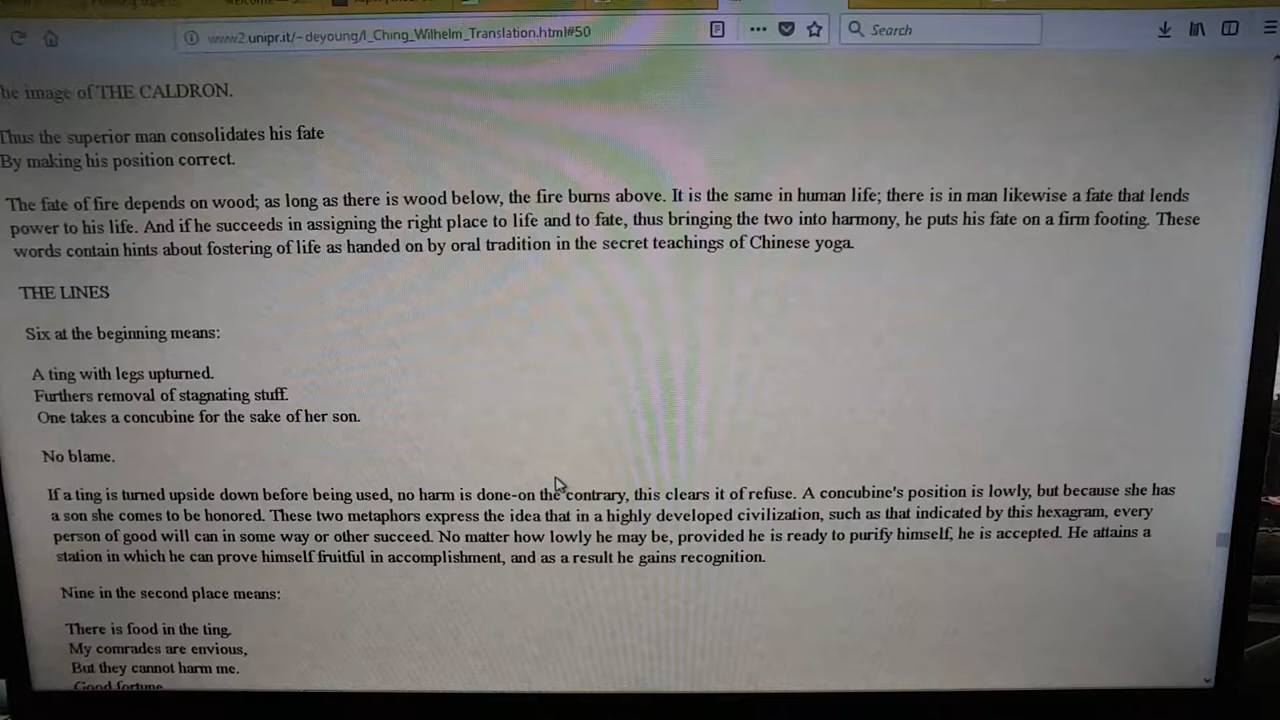 www2.unipr.it/~deyoung/I_Ching_Wilhelm_Translation.html#50
Search
he image of THE CALDRON.
Thus the superior man consolidates his fate
By making his position correct.
The fate of fire depends on wood; as long as there is wood below, the fire burns above. It is the same in human life; there is in man likewise a fate that lends
power to his life. And if he succeeds in assigning the right place to life and to fate, thus bringing the two into harmony, he puts his fate on a firm footing. These
words contain hints about fostering of life as handed on by oral tradition in the secret teachings of Chinese yoga.
THE LINES
Six at the beginning means:
A ting with legs upturned.
Furthers removal of stagnating stuff.
One takes a concubine for the sake of her son.
No blame.
If a ting is turned upside down before being used, no harm is done-on the contrary, this clears it of refuse. A concubine's position is lowly, but because she has
a son she comes to be honored. These two metaphors express the idea that in a highly developed civilization, such as that indicated by this hexagram, every
person of good will can in some way or other succeed. No matter how lowly he may be, provided he is ready to purify himself, he is accepted. He attains a
station in which he can prove himself fruitful in accomplishment, and as a result he gains recognition.
Nine in the second place means:
There is food in the ting.
My comrades are envious,
But they cannot harm me.
Good fortune